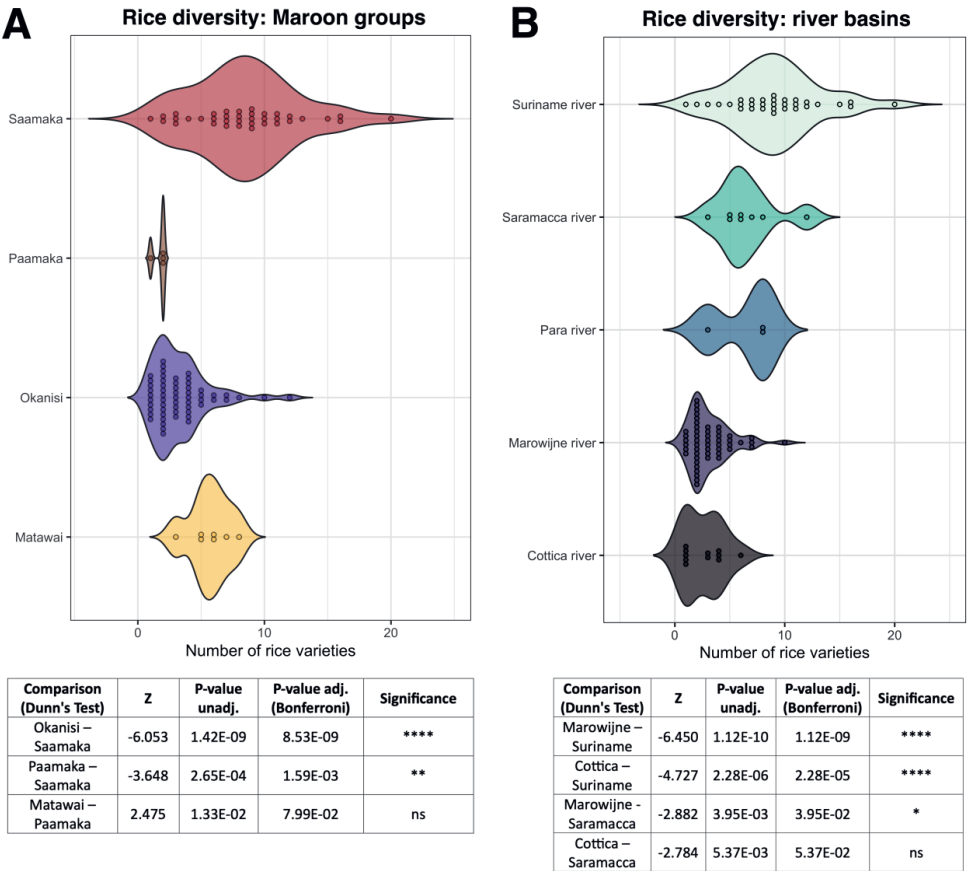 A
Rice diversity: Maroon groups
Saamaka
Paamaka
Okanisi
Matawai
0
10
20
Number of rice varieties
Comparison (Dunn's Test) Z P-value unadj. P-value adj. (Bonferroni) Significance
Okanisi – Saamaka -6.053 1.42E-09 8.53E-09 ****
Paamaka – Saamaka -3.648 2.65E-04 1.59E-03 **
Matawai – Paamaka 2.475 1.33E-02 7.99E-02 ns
B
Rice diversity: river basins
Suriname river
Saramacca river
Para river
Marowijne river
Cottica river
0
10
20
Number of rice varieties
Comparison (Dunn's Test) Z P-value unadj. P-value adj. (Bonferroni) Significance
Marowijne – Suriname -6.450 1.12E-10 1.12E-09 ****
Cottica – Suriname -4.727 2.28E-06 2.28E-05 ****
Marowijne - Saramacca -2.882 3.95E-03 3.95E-02 *
Cottica – Saramacca -2.784 5.37E-03 5.37E-02 ns